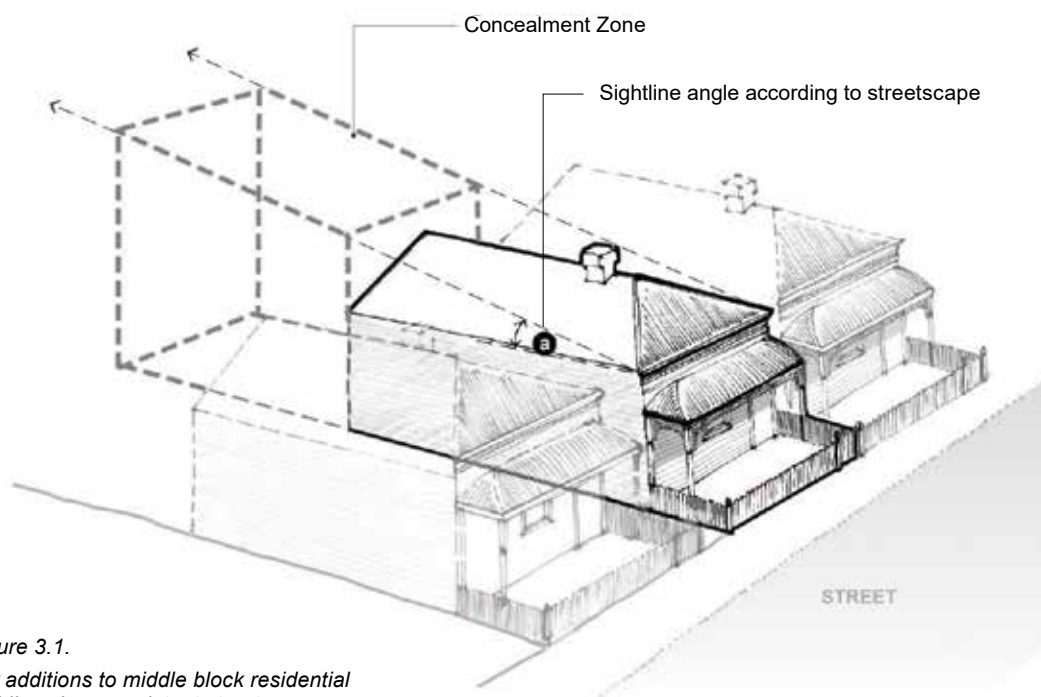 Concealment Zone
Sightline angle according to streetscape
a
STREET
ure 3.1.
additions to middle block residential